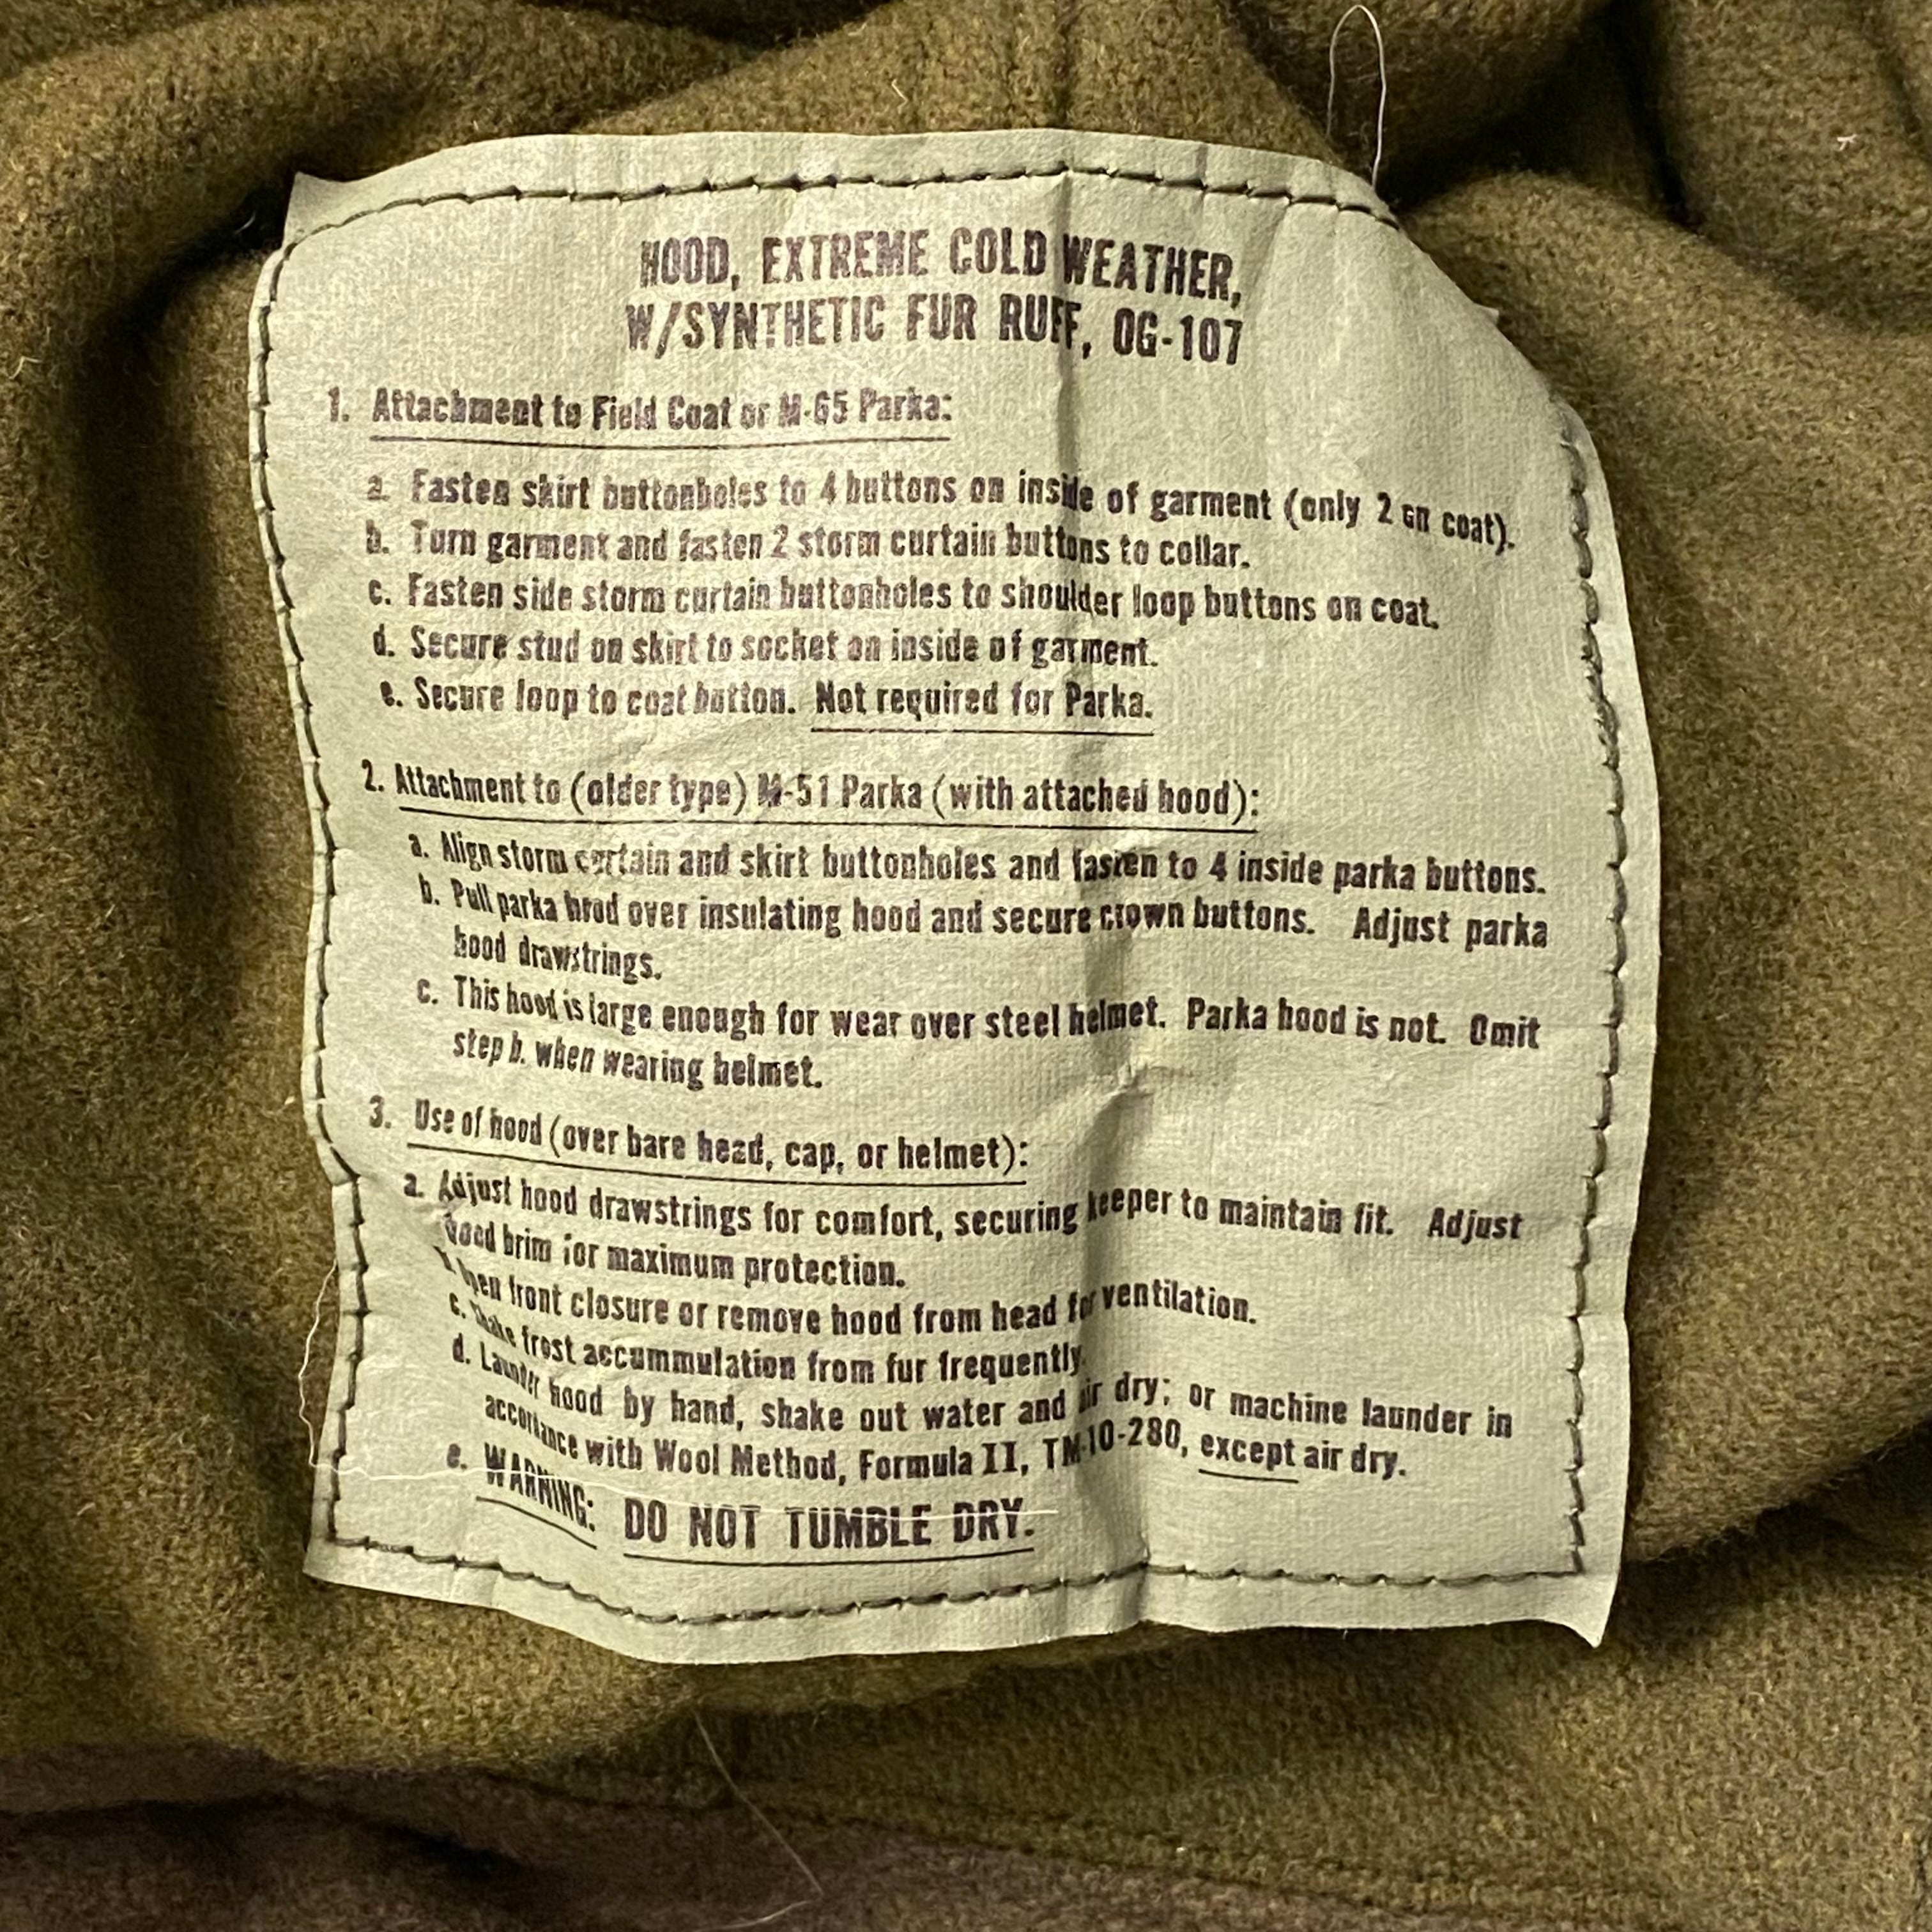 HOOD, EXTREME COLD WEATHER,
W/SYNTHETIC FUR RUFF, OG-107
1. Attachment to Field Coat or M-65 Parka:
a. Fasten skirt buttonholes to 4 buttons on inside of garment (only 2 on coat).
b. Turn garment and fasten 2 storm curtain buttons to collar.
c. Fasten side storm curtain buttonholes to shoulder loop buttons on coat.
d. Secure stud on skirt to socket on inside of garment.
e. Secure loop to coat button. Not required for Parka.
2. Attachment to (older type) M-51 Parka (with attached hood):
a. Align storm curtain and skirt buttonholes and fasten to 4 inside parka buttons.
b. Pull parka hood over insulating hood and secure crown buttons. Adjust parka
hood drawstrings.
c. This hood is large enough for wear over steel helmet. Parka hood is not. Omit
step b. when wearing helmet.
3. Use of hood (over bare head, cap, or helmet):
a. Adjust hood drawstrings for comfort, securing keeper to maintain fit. Adjust
hood brim for maximum protection.
b. Open front closure or remove hood from head for ventilation.
c. Shake frost accummulation from fur frequently.
d. Launder hood by hand, shake out water and air dry; or machine launder in
accortance with Wool Method, Formula II, TM 10-280, except air dry.
e. WARNING: DO NOT TUMBLE DRY.